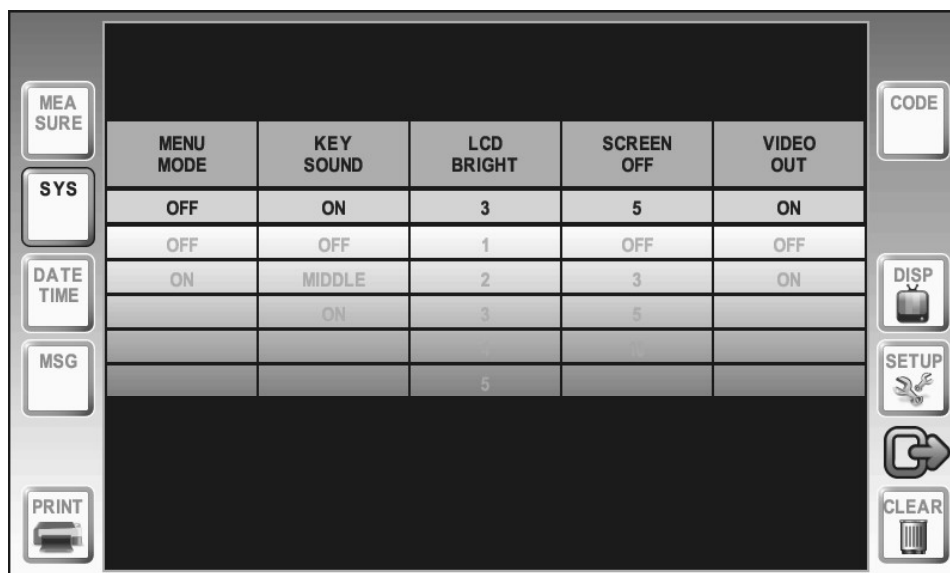 MEA
SURE
SYS
DATE
TIME
MSG
PRINT
MENU
MODE
KEY
SOUND
LCD
BRIGHT
SCREEN
OFF
VIDEO
OUT
OFF ON 3 5 ON
OFF OFF 1 OFF OFF
ON MIDDLE 2 3 ON
ON 3 5
4 10
5
CODE
DISP
SETUP
CLEAR